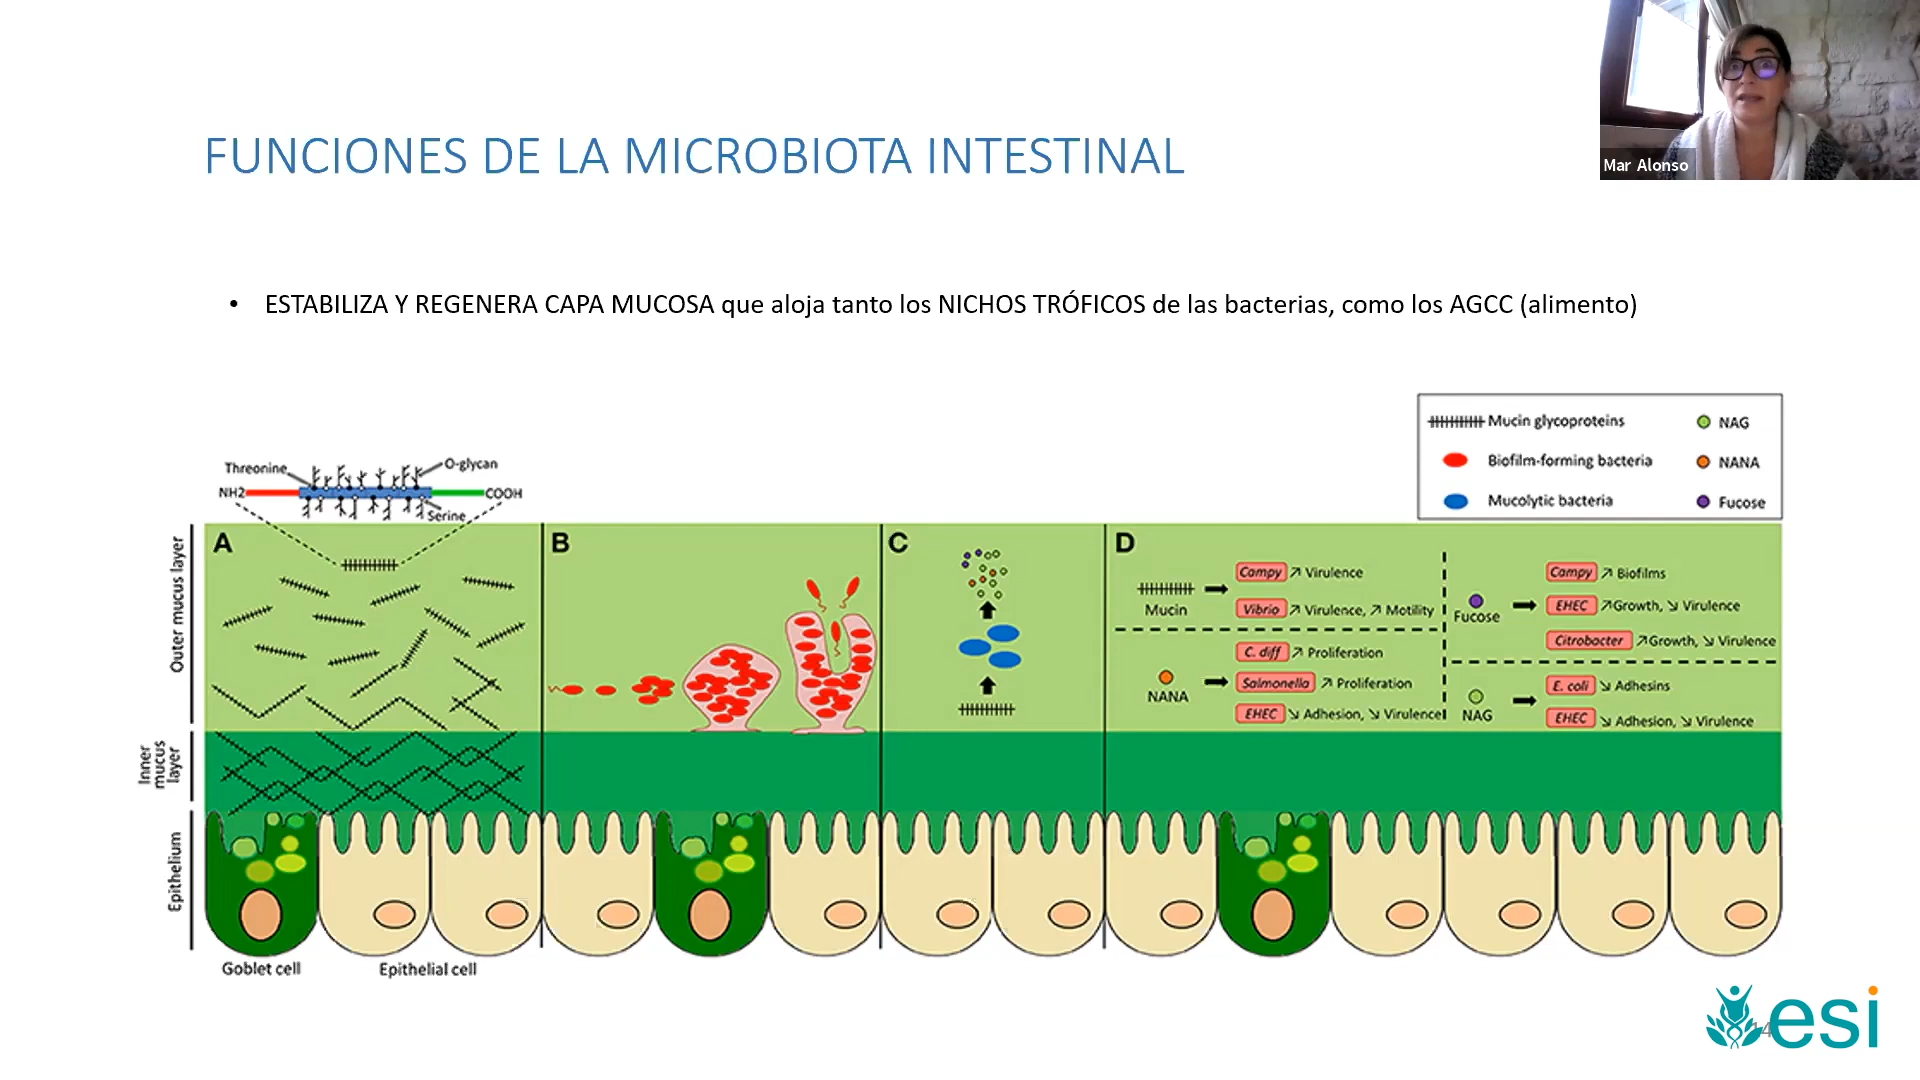 Mar Alonso
FUNCIONES DE LA MICROBIOTA INTESTINAL
• ESTABILIZA Y REGENERA CAPA MUCOSA que aloja tanto los NICHOS TRÓFICOS de las bacterias, como los AGCC (alimento)
Mucin glycoproteins
NAG
Biofilm-forming bacteria
NANA
Mucolytic bacteria
Fucose
Threonine
O-glycan
NH2
COOH
Serine
Outer mucus layer
Inner mucus layer
Epithelium
A
B
C
D
Mucin
Campy ↗ Virulence
Vibrio ↗ Virulence, ↗ Motility
NANA
C. diff ↗ Proliferation
Salmonella ↗ Proliferation
EHEC ↘ Adhesion, ↘ Virulence
Fucose
Campy ↗ Biofilms
EHEC ↗Growth, ↘ Virulence
Citrobacter ↗Growth, ↘ Virulence
NAG
E. coli ↘ Adhesins
EHEC ↘ Adhesion, ↘ Virulence
Goblet cell
Epithelial cell
14
esi